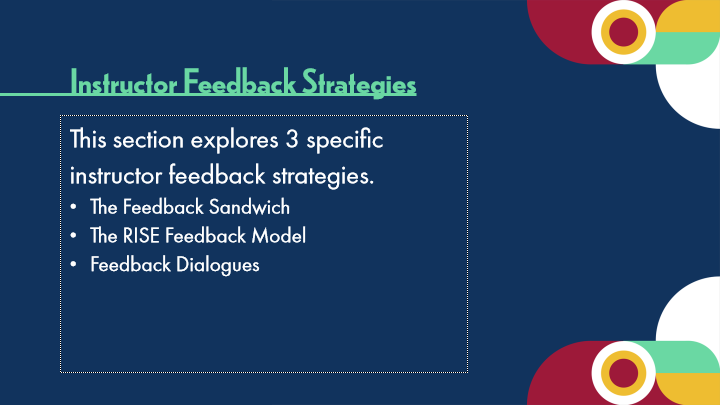 Instructor Feedback Strategies
This section explores 3 specific
instructor feedback strategies.
• The Feedback Sandwich
• The RISE Feedback Model
• Feedback Dialogues